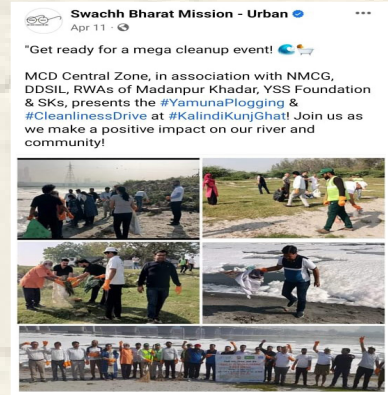 Swachh Bharat Mission - Urban
Apr 11 ·
"Get ready for a mega cleanup event!
MCD Central Zone, in association with NMCG,
DDSIL, RWAs of Madanpur Khadar, YSS Foundation
& SKs, presents the #YamunaPlogging &
#CleanlinessDrive at #KalindiKunjGhat! Join us as
we make a positive impact on our river and
community!